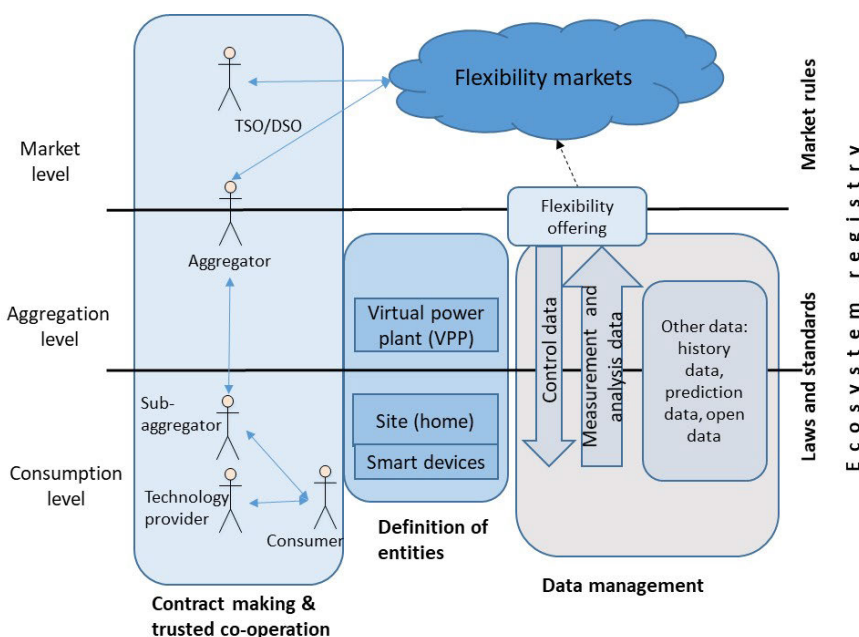 Flexibility markets
TSO/DSO
Market
level
Market rules
Ecosystem registry
Flexibility
offering
Aggregator
Aggregation
level
Virtual power
plant (VPP)
Control data
Measurement and
analysis data
Other data:
history
data,
prediction
data, open
data
Laws and standards
Sub-
aggregator
Site (home)
Smart devices
Consumption
level
Technology
provider
Consumer
Definition of
entities
Data management
Contract making &
trusted co-operation